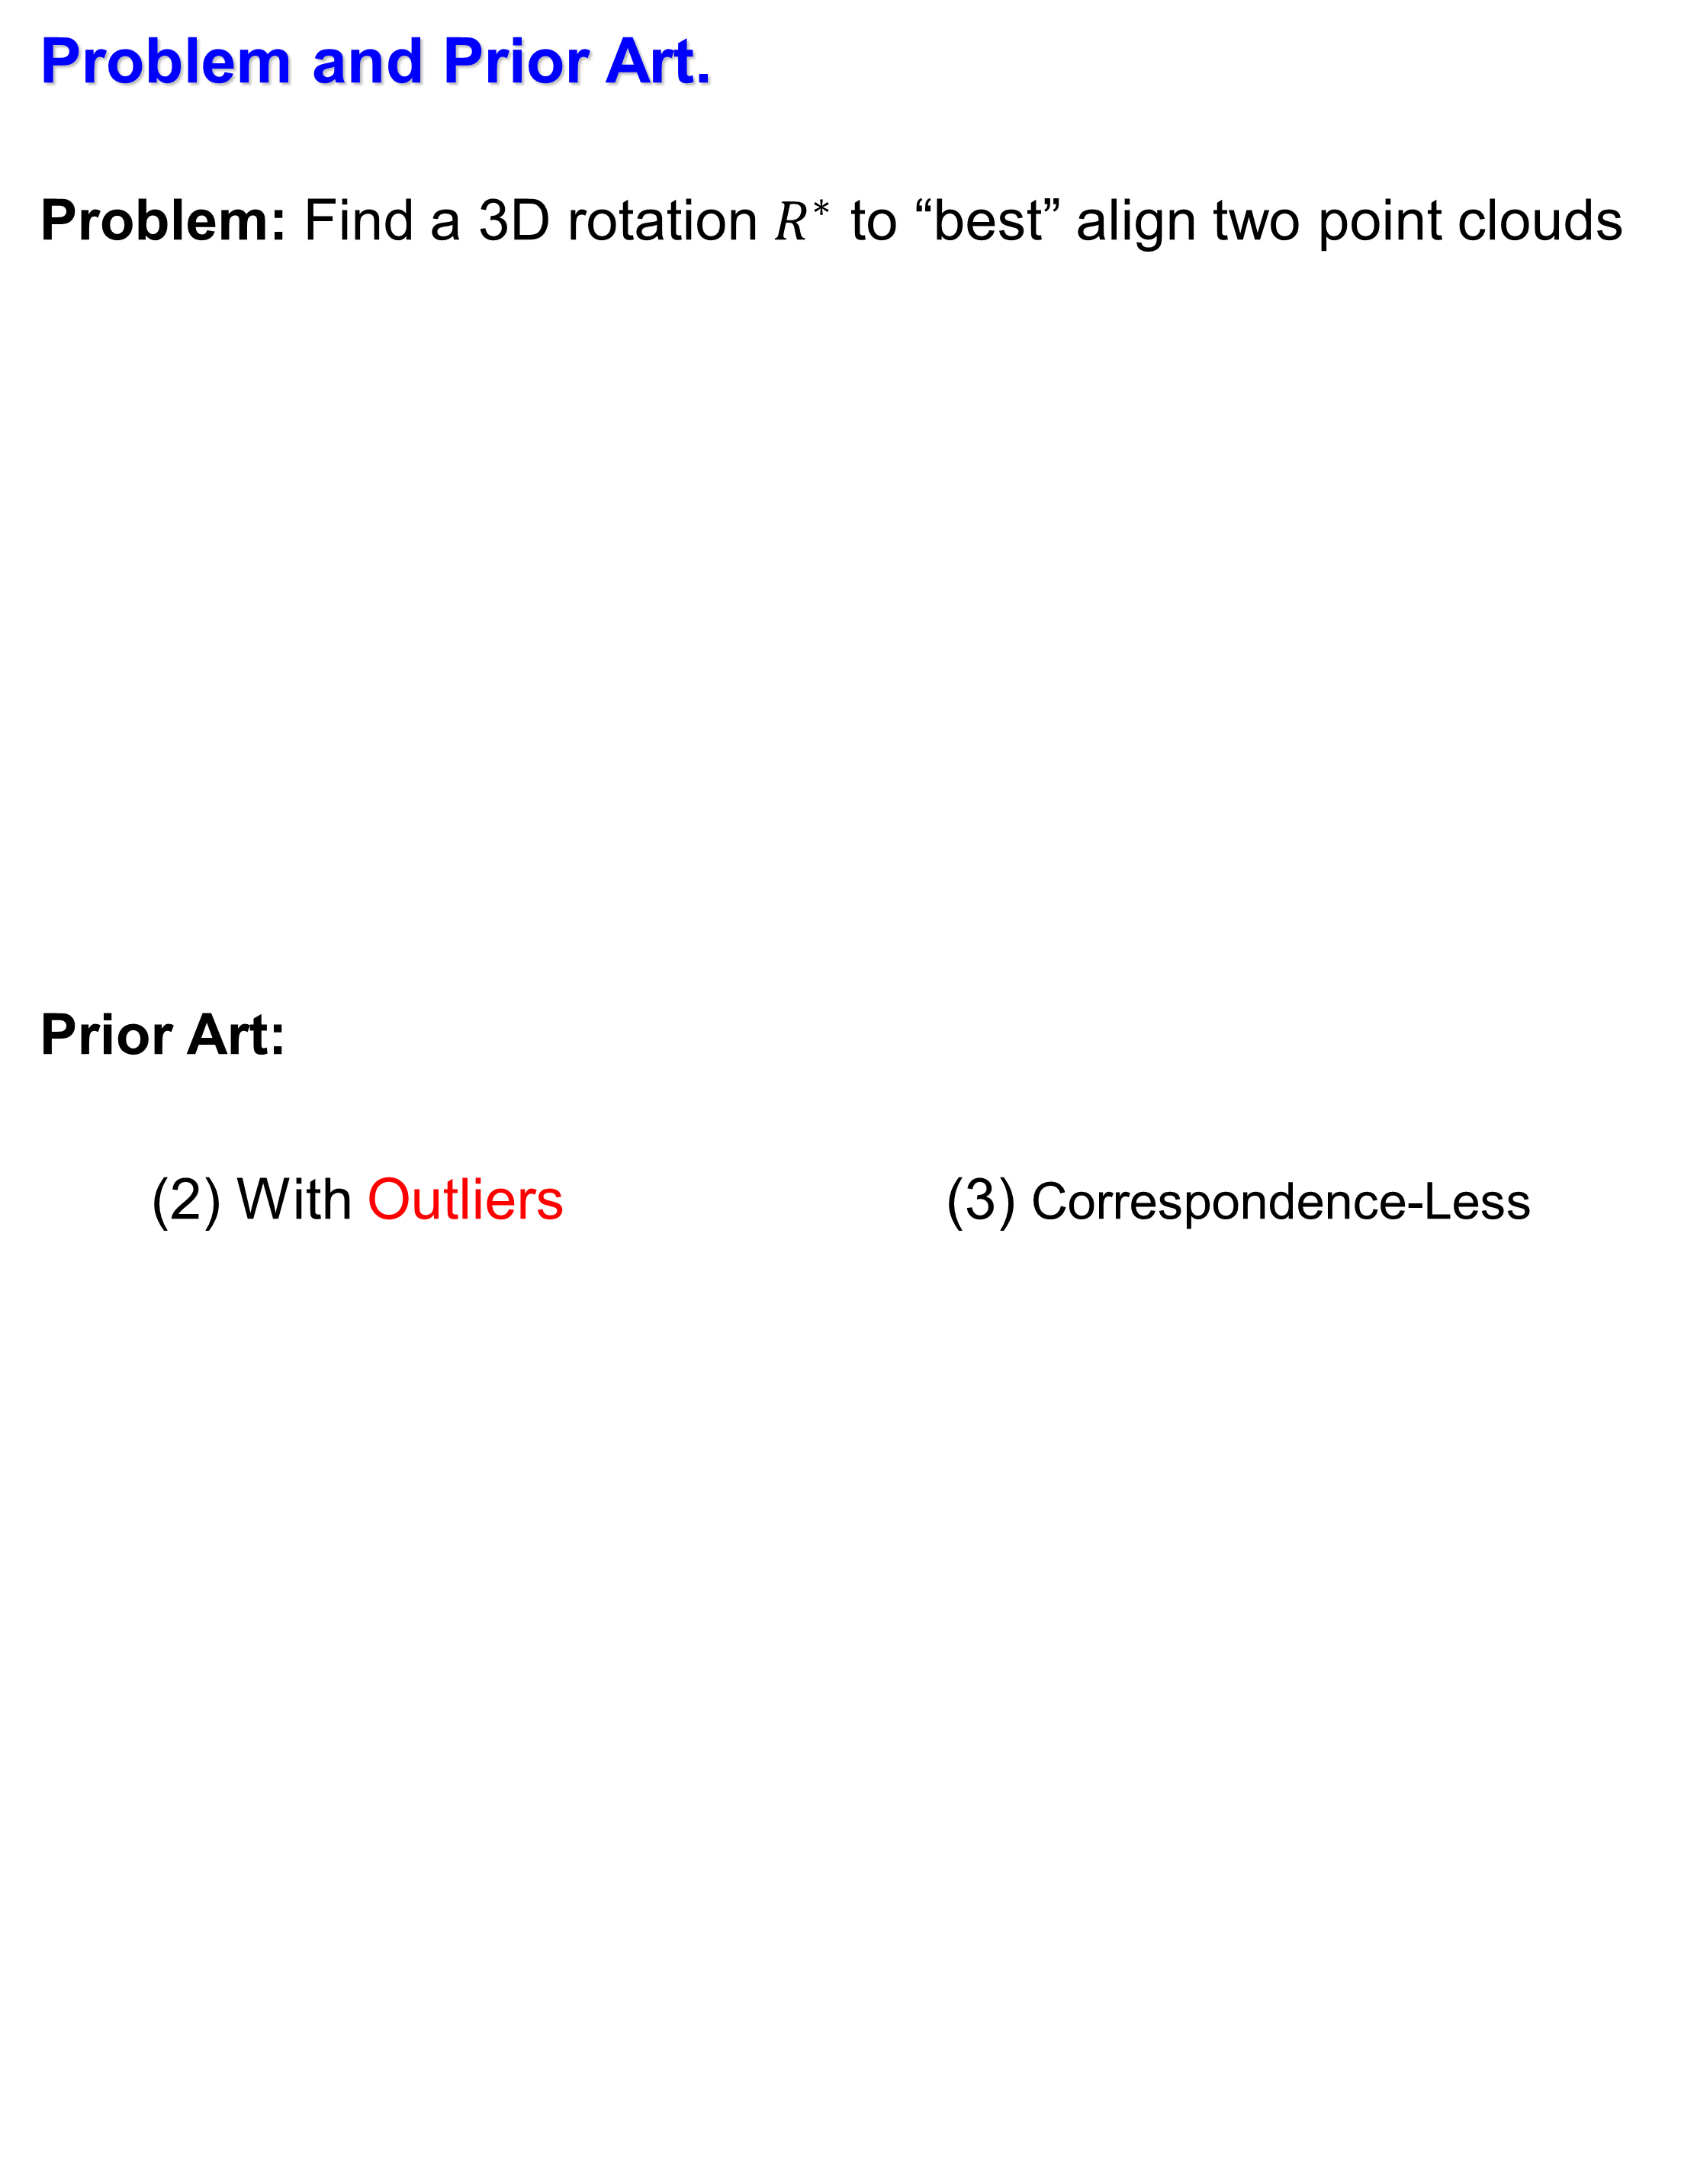 Problem and Prior Art.
Problem: Find a 3D rotation R* to “best” align two point clouds
Prior Art:
(2) With Outliers
(3) Correspondence-Less